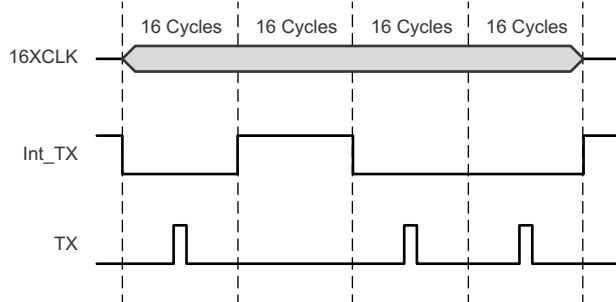 16 Cycles 16 Cycles 16 Cycles 16 Cycles
16XCLK
Int_TX
TX